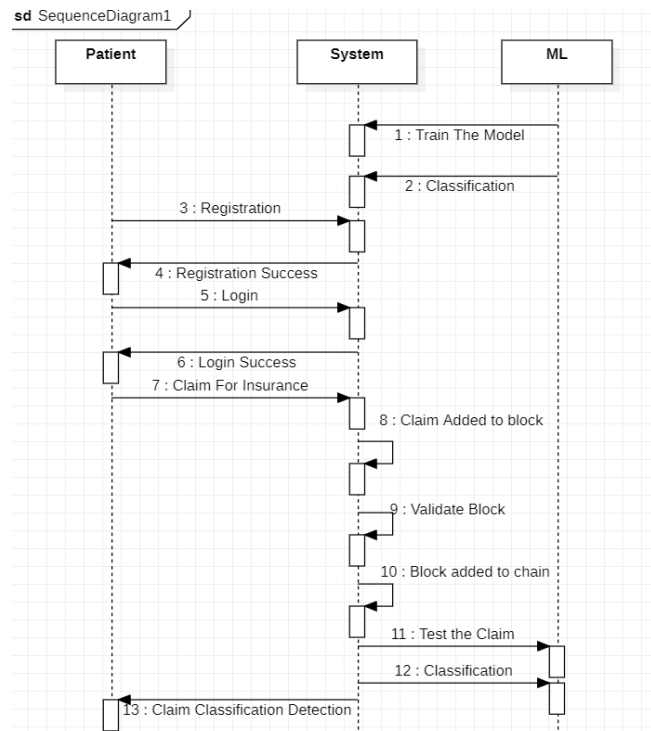 sd SequenceDiagram1
Patient
System
ML
1 : Train The Model
2 : Classification
3 : Registration
4 : Registration Success
5 : Login
6 : Login Success
7 : Claim For Insurance
8 : Claim Added to block
9 : Validate Block
10 : Block added to chain
11 : Test the Claim
12 : Classification
13 : Claim Classification Detection